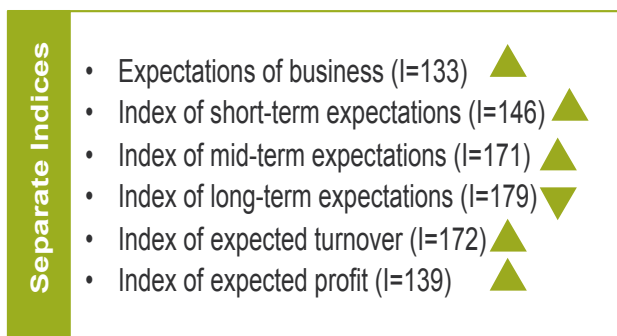 Separate Indices
• Expectations of business (I=133)
• Index of short-term expectations (I=146)
• Index of mid-term expectations (I=171)
• Index of long-term expectations (I=179)
• Index of expected turnover (I=172)
• Index of expected profit (I=139)